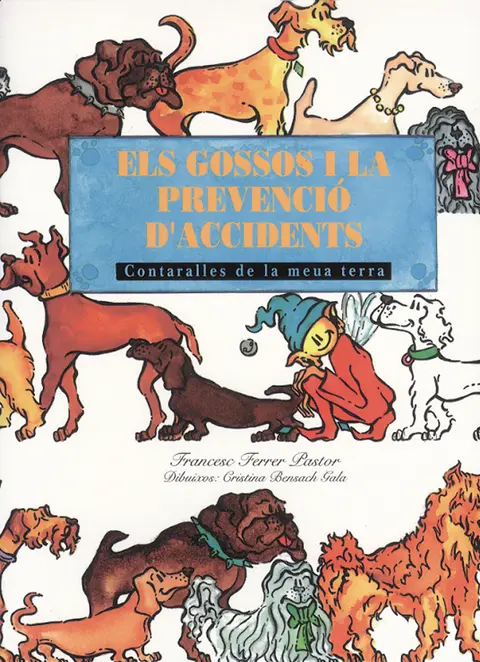 ELS GOSSOS I LA
PREVENCIÓ
D'ACCIDENTS
Contaralles de la meua terra
Francesc Ferrer Pastor
Dibuixos: Cristina Bensach Gala